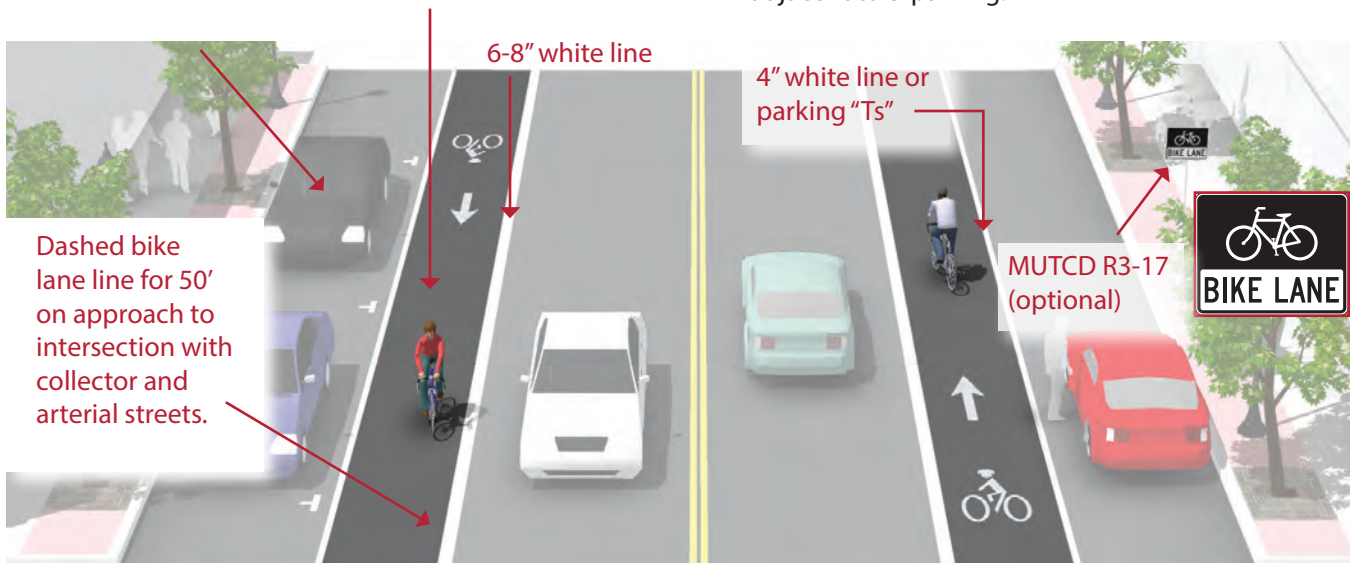 6-8” white line
4” white line or
parking “Ts”
BIKE LANE
Dashed bike
lane line for 50’
on approach to
intersection with
collector and
arterial streets.
MUTCD R3-17
(optional)
BIKE LANE